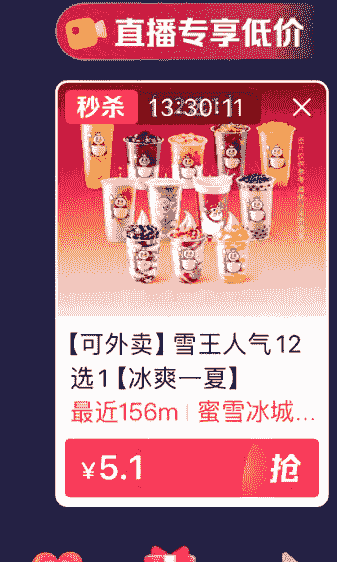 直播专享低价
秒杀 13:30:11
【可外卖】雪王人气12
选1【冰爽一夏】
最近156m | 蜜雪冰城...
¥5.1 抢